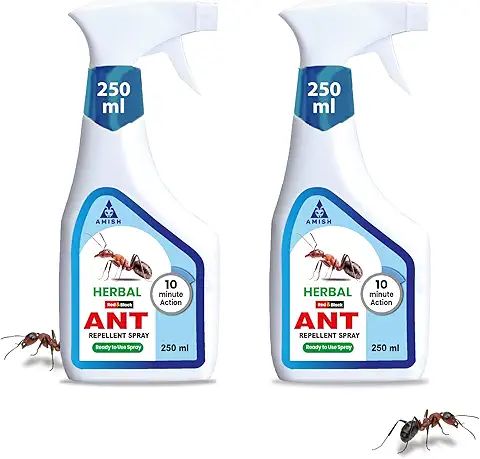 250
ml
AMISH
HERBAL
10
minute
Action
Red & Black
ANT
REPELLENT SPRAY
Ready to Use Spray
250 ml
250
ml
AMISH
HERBAL
10
minute
Action
Red & Black
ANT
REPELLENT SPRAY
Ready to Use Spray
250 ml